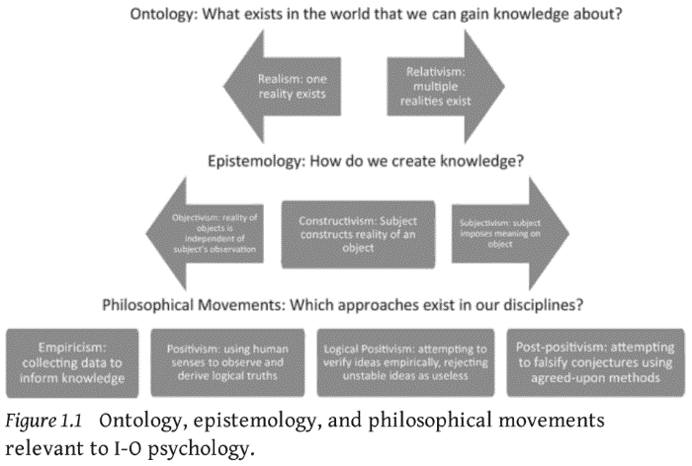 Ontology: What exists in the world that we can gain knowledge about?
Realism: one
reality exists
Relativism:
multiple
realities exist
Epistemology: How do we create knowledge?
Objectivism: reality of
objects is
independent of
subject's observation
Constructivism: Subject
constructs reality of an
object
Subjectivism: subject
imposes meaning on
object
Philosophical Movements: Which approaches exist in our disciplines?
Empiricism:
collecting data to
inform knowledge
Positivism: using human
senses to observe and
derive logical truths
Logical Positivism: attempting to
verify ideas empirically, rejecting
unstable ideas as useless
Post-positivism: attempting
to falsify conjectures using
agreed-upon methods
Figure 1.1 Ontology, epistemology, and philosophical movements
relevant to I-O psychology.